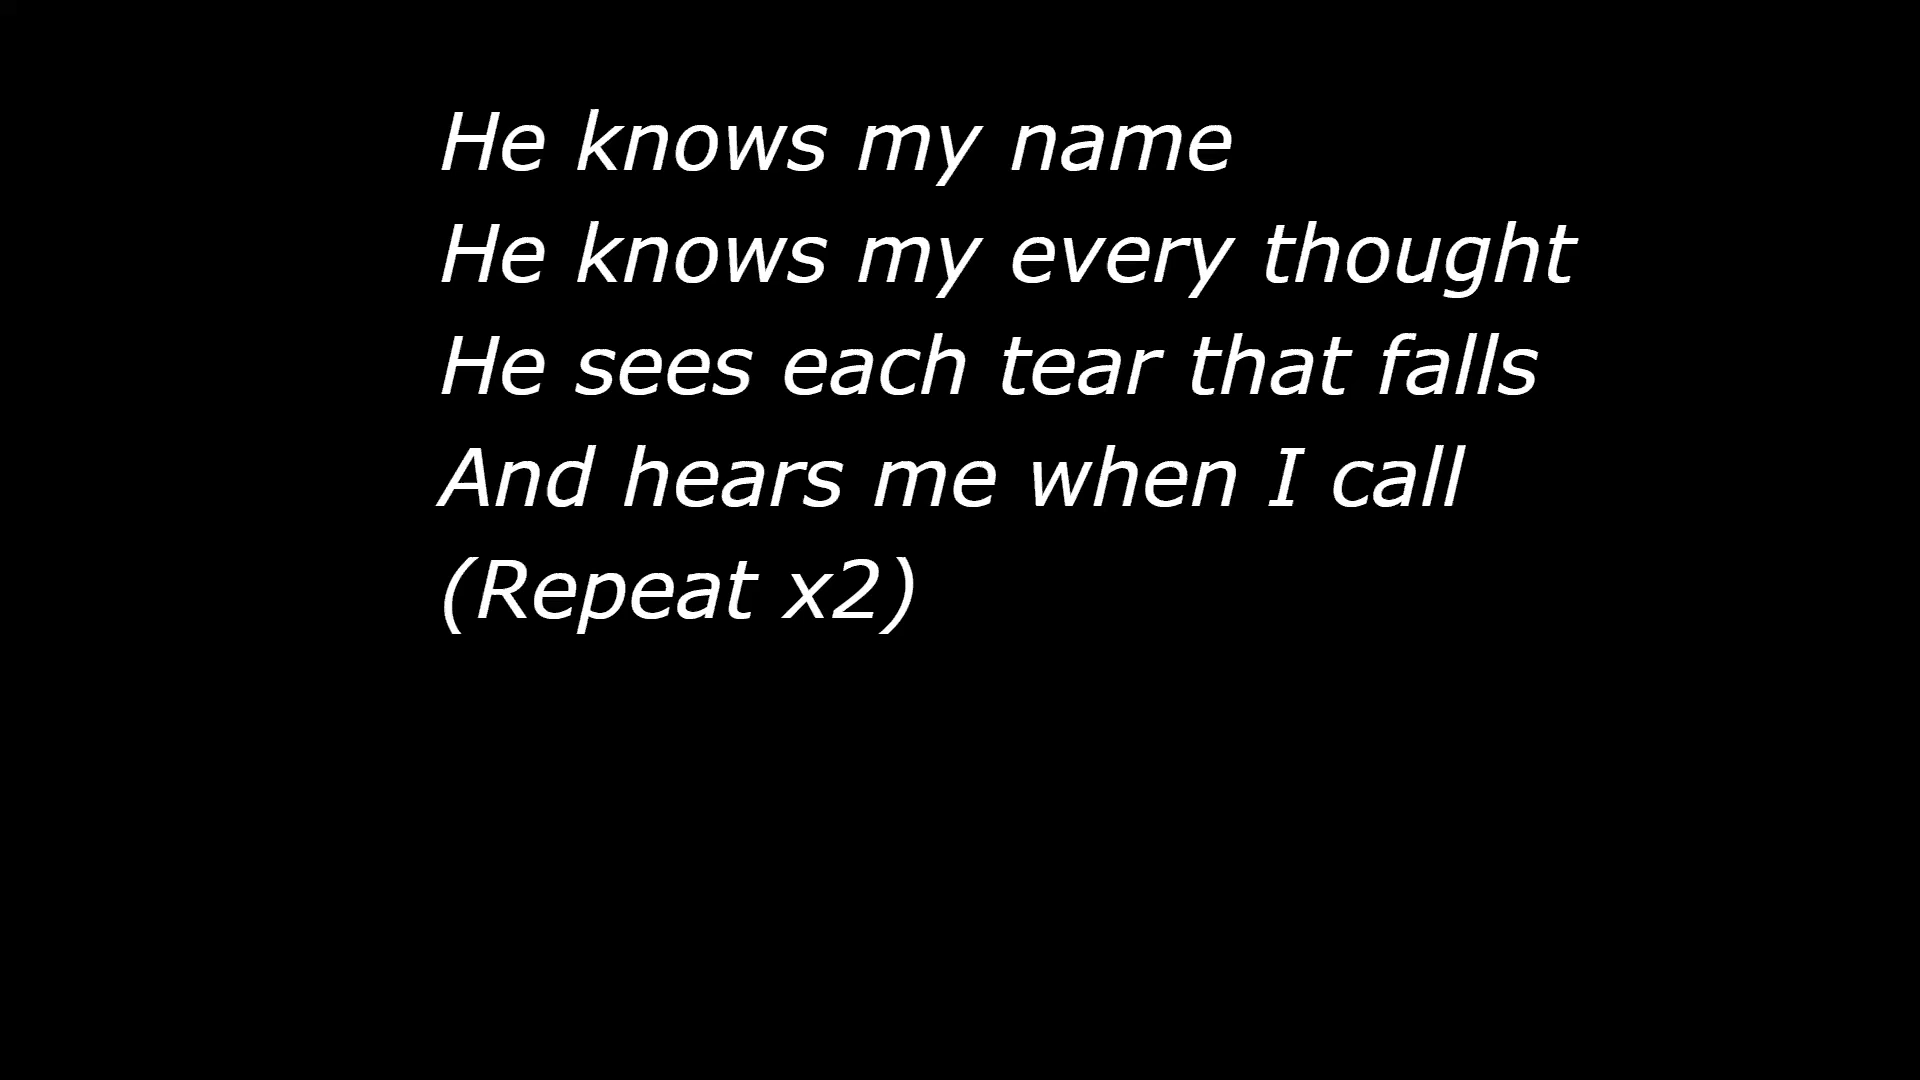 He knows my name
He knows my every thought
He sees each tear that falls
And hears me when I call
(Repeat x2)